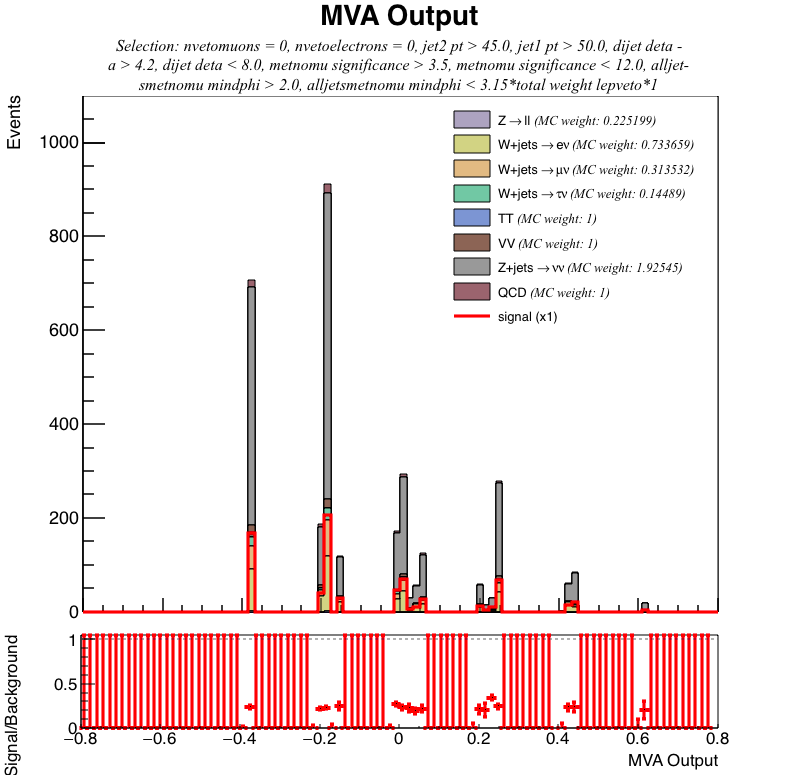 MVA Output
Selection: nvetomuons = 0, nvetoelectrons = 0, jet2 pt > 45.0, jet1 pt > 50.0, dijet deta -
a > 4.2, dijet deta < 8.0, metnomu significance > 3.5, metnomu significance < 12.0, alljet-
smetnomu mindphi > 2.0, alljetsmetnomu mindphi < 3.15*total weight lepveto*1
Events
1000
800
600
400
200
0
Z→ll (MC weight: 0.225199)
W+jets→eν (MC weight: 0.733659)
W+jets→μν (MC weight: 0.313532)
W+jets→τν (MC weight: 0.14489)
TT (MC weight: 1)
VV (MC weight: 1)
Z+jets→νν (MC weight: 1.92545)
QCD (MC weight: 1)
signal (x1)
Signal/Background
1
0.5
0
−0.8 −0.6 −0.4 −0.2 0 0.2 0.4 0.6 0.8
MVA Output